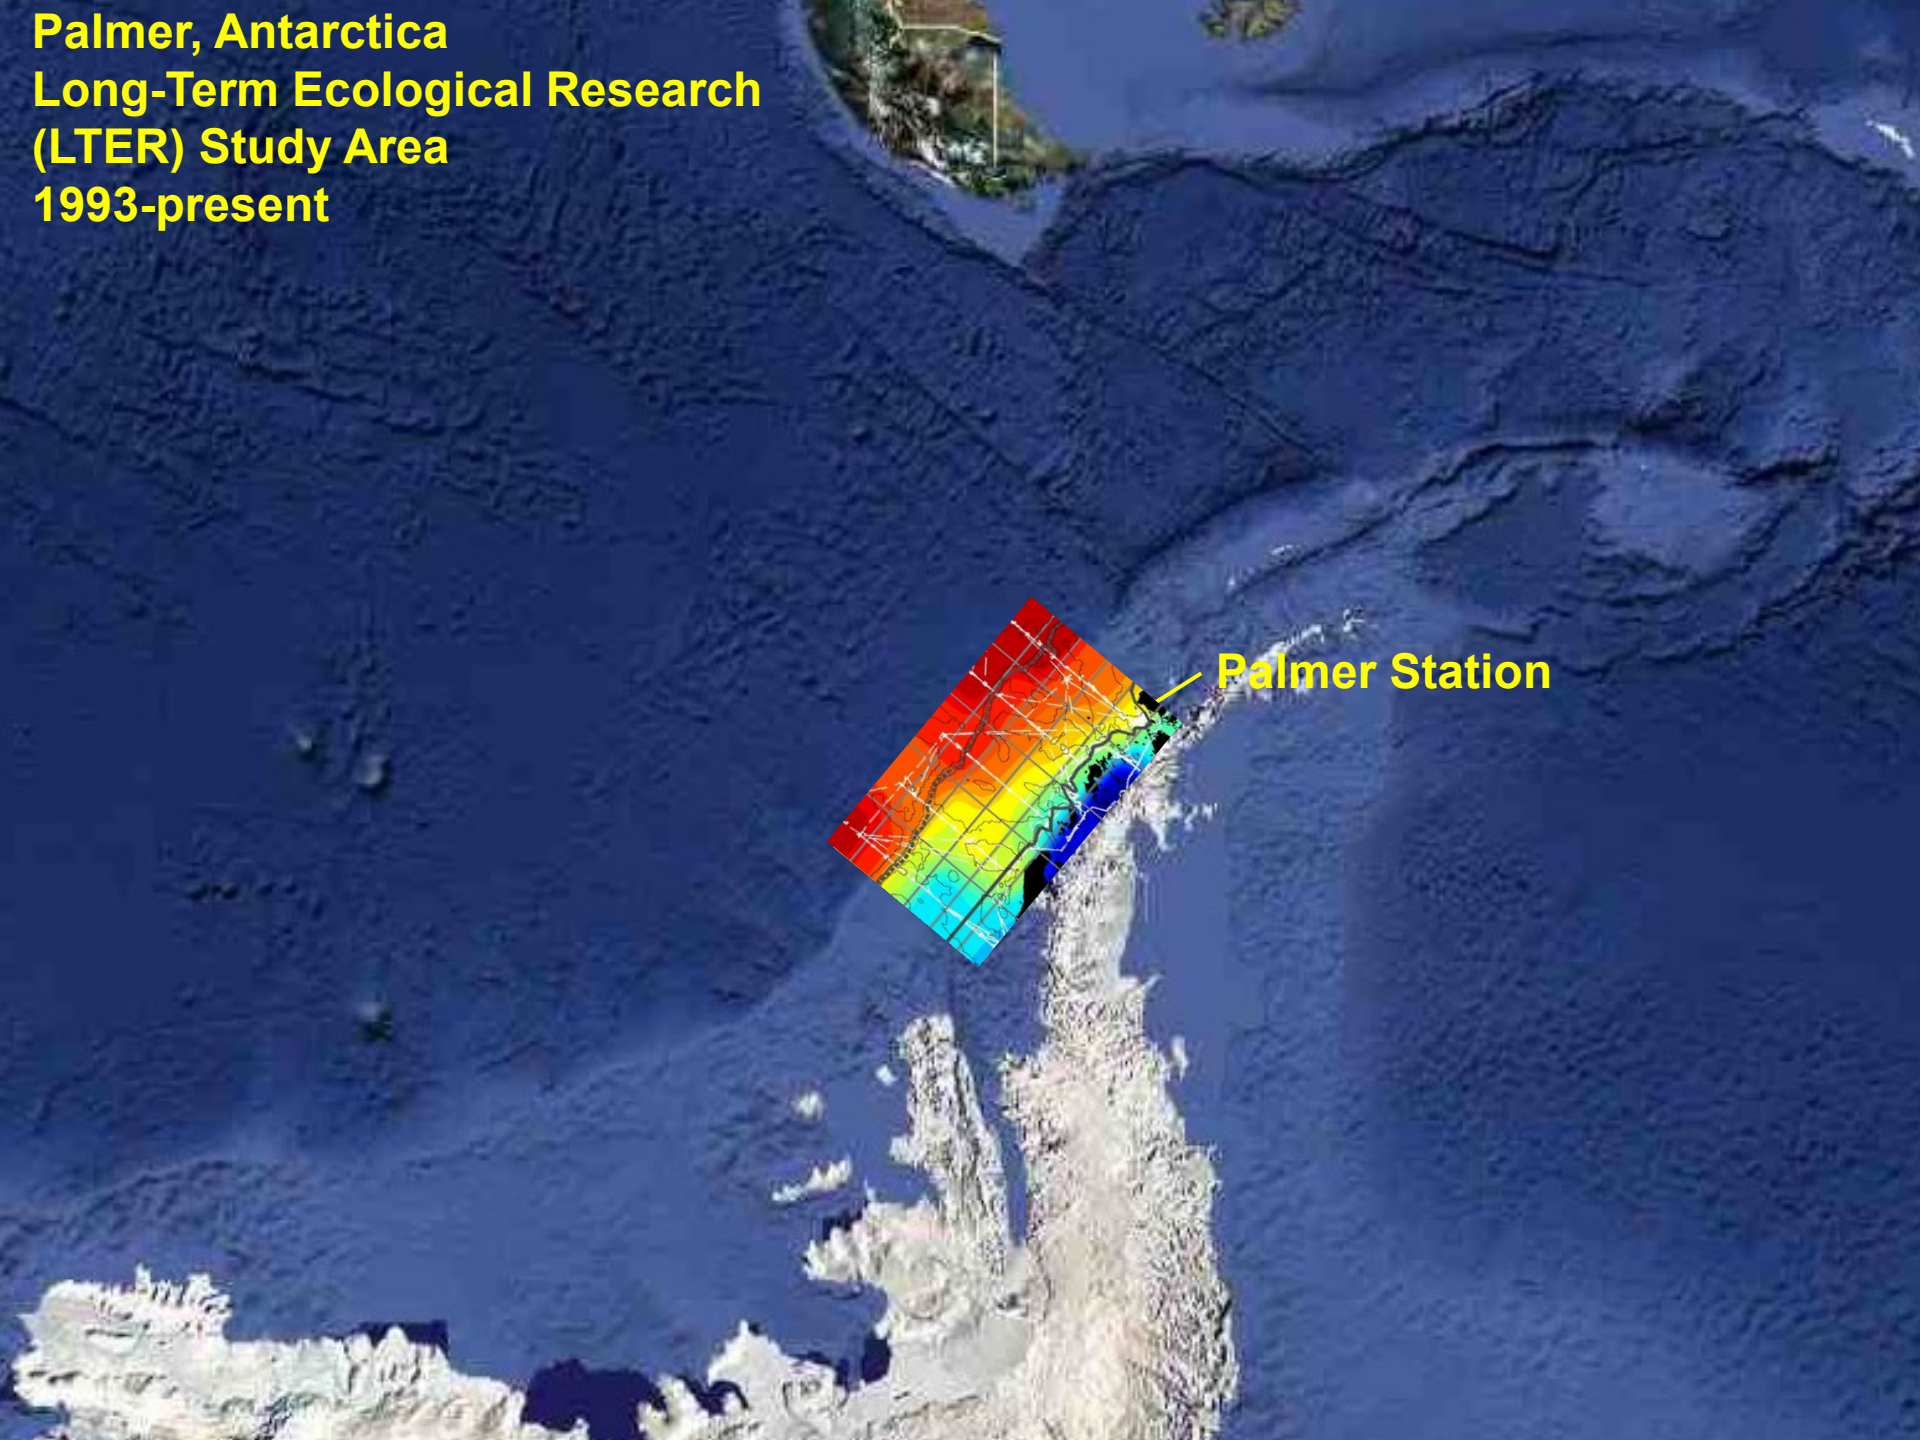 Palmer, Antarctica
Long-Term Ecological Research
(LTER) Study Area
1993-present
Palmer Station